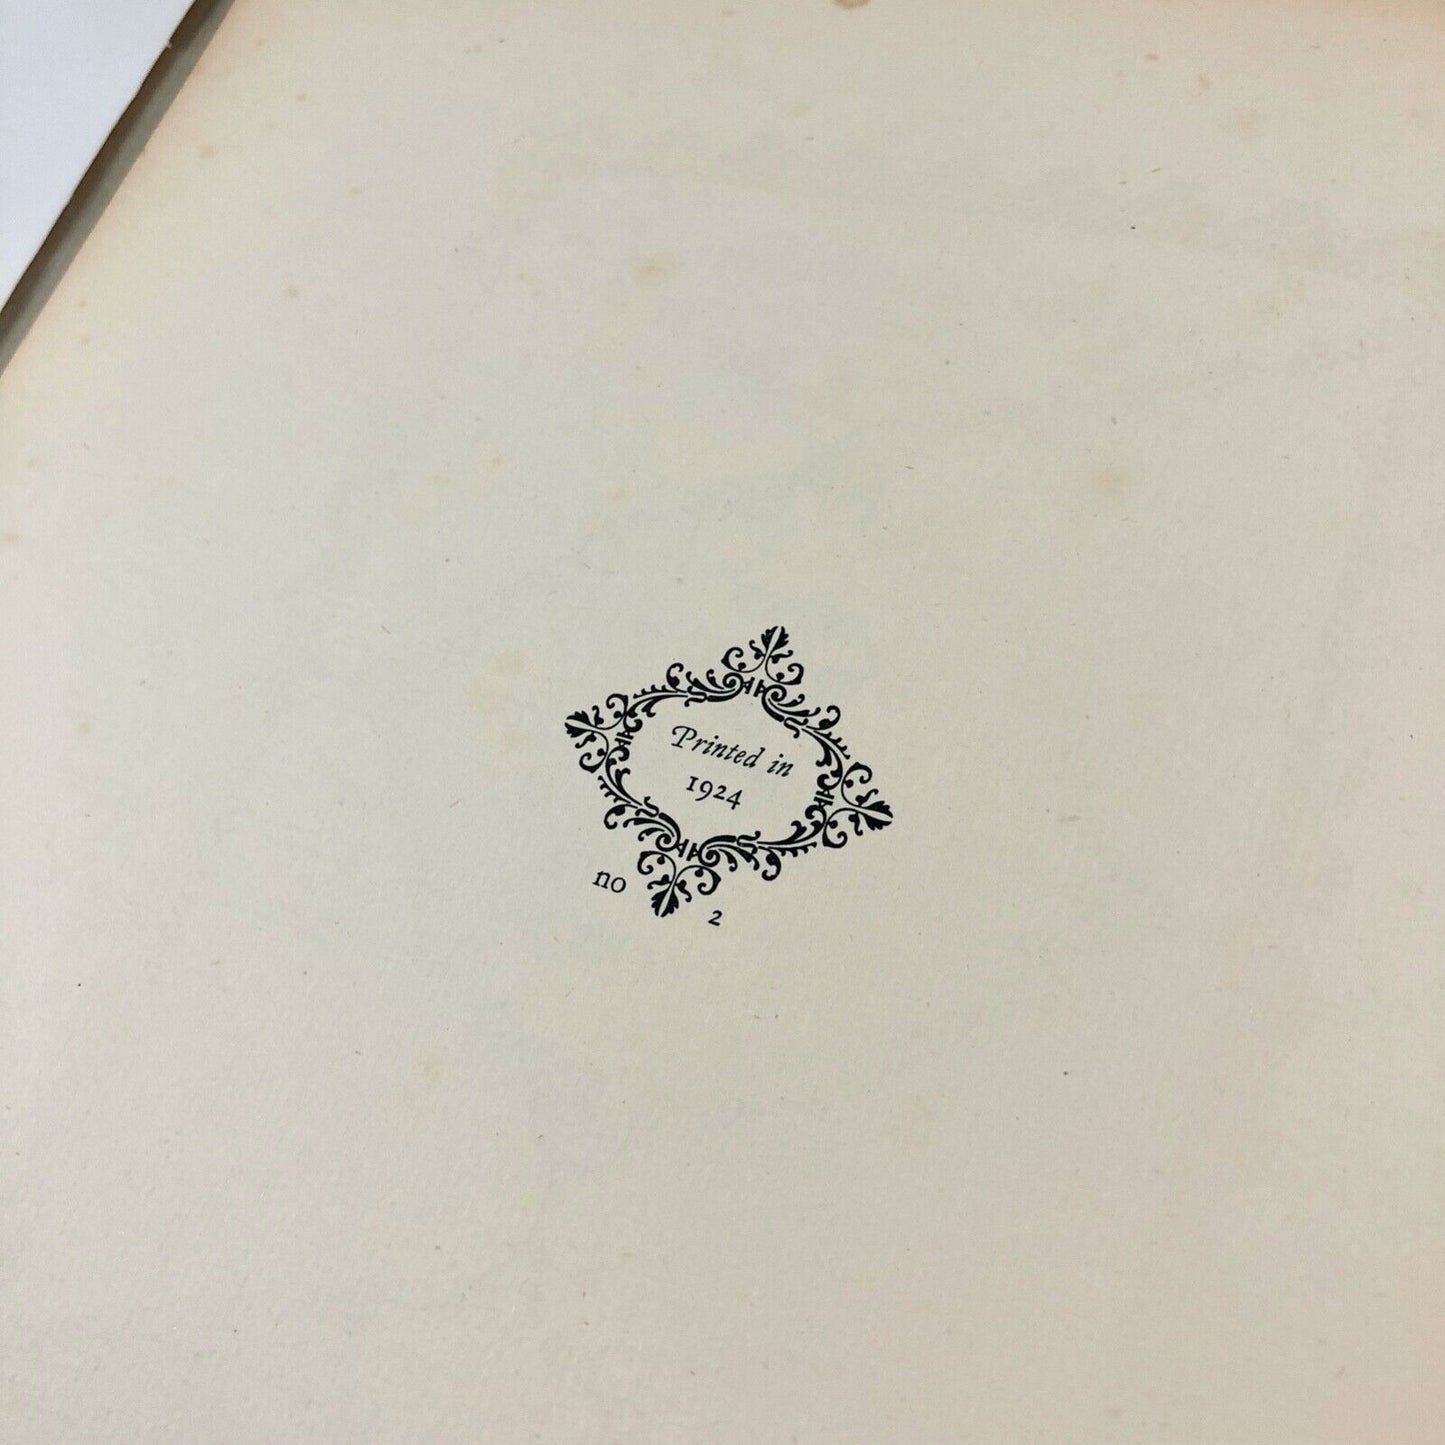 Printed in
1924
no 2